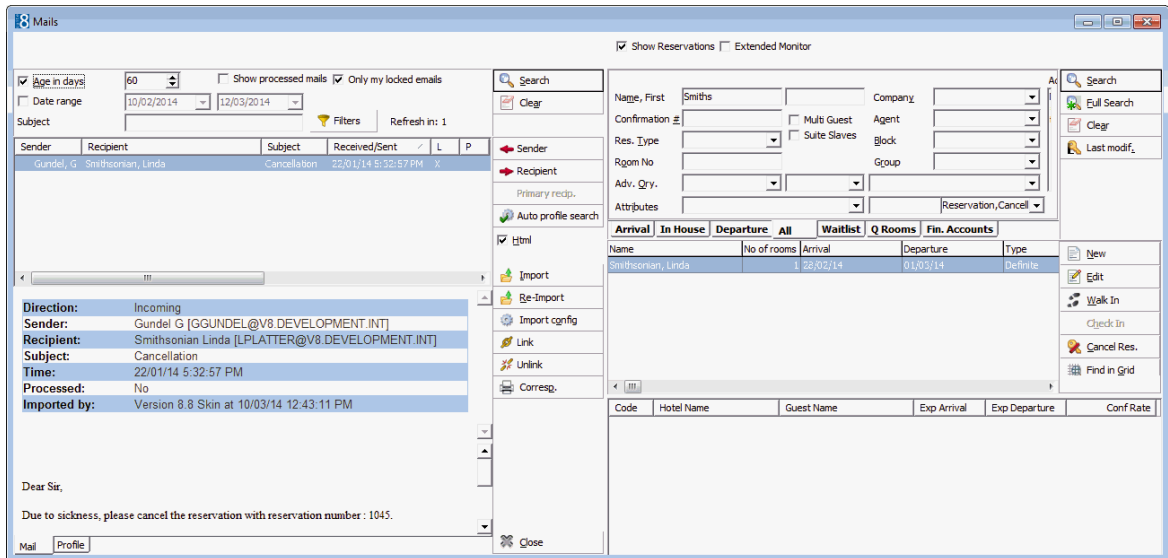 8 Mails
Show Reservations Extended Monitor
Age in days 60 Show processed mails Only my locked emails
Date range 10/02/2014 12/03/2014
Subject Filters Refresh in: 1
Sender Recipient Subject Received/Sent L P
Gundel, G Smithsonian, Linda Cancellation 22/01/14 5:32:57 PM X
Direction: Incoming
Sender: Gundel G [GGUNDEL@V8.DEVELOPMENT.INT]
Recipient: Smithsonian Linda [LPLATTER@V8.DEVELOPMENT.INT]
Subject: Cancellation
Time: 22/01/14 5:32:57 PM
Processed: No
Imported by: Version 8.8 Skin at 10/03/14 12:43:11 PM
Dear Sir,
Due to sickness, please cancel the reservation with reservation number : 1045.
Mail Profile
Search
Clear
Sender
Recipient
Primary recip.
Auto profile search
Html
Import
Re-Import
Import config
Link
Unlink
Corresp.
Close
Name, First Smiths Company
Confirmation # Multi Guest Agent
Res. Type Suite Slaves Block
Room No Group
Adv. Qry.
Attributes Reservation,Cancell
Arrival In House Departure All Waitlist Q Rooms Fin. Accounts
Name No of rooms Arrival Departure Type
Smithsonian, Linda 1 28/02/14 01/03/14 Definite
Code Hotel Name Guest Name Exp Arrival Exp Departure Conf Rate
Search
Full Search
Clear
Last modif.
New
Edit
Walk In
Check In
Cancel Res.
Find in Grid